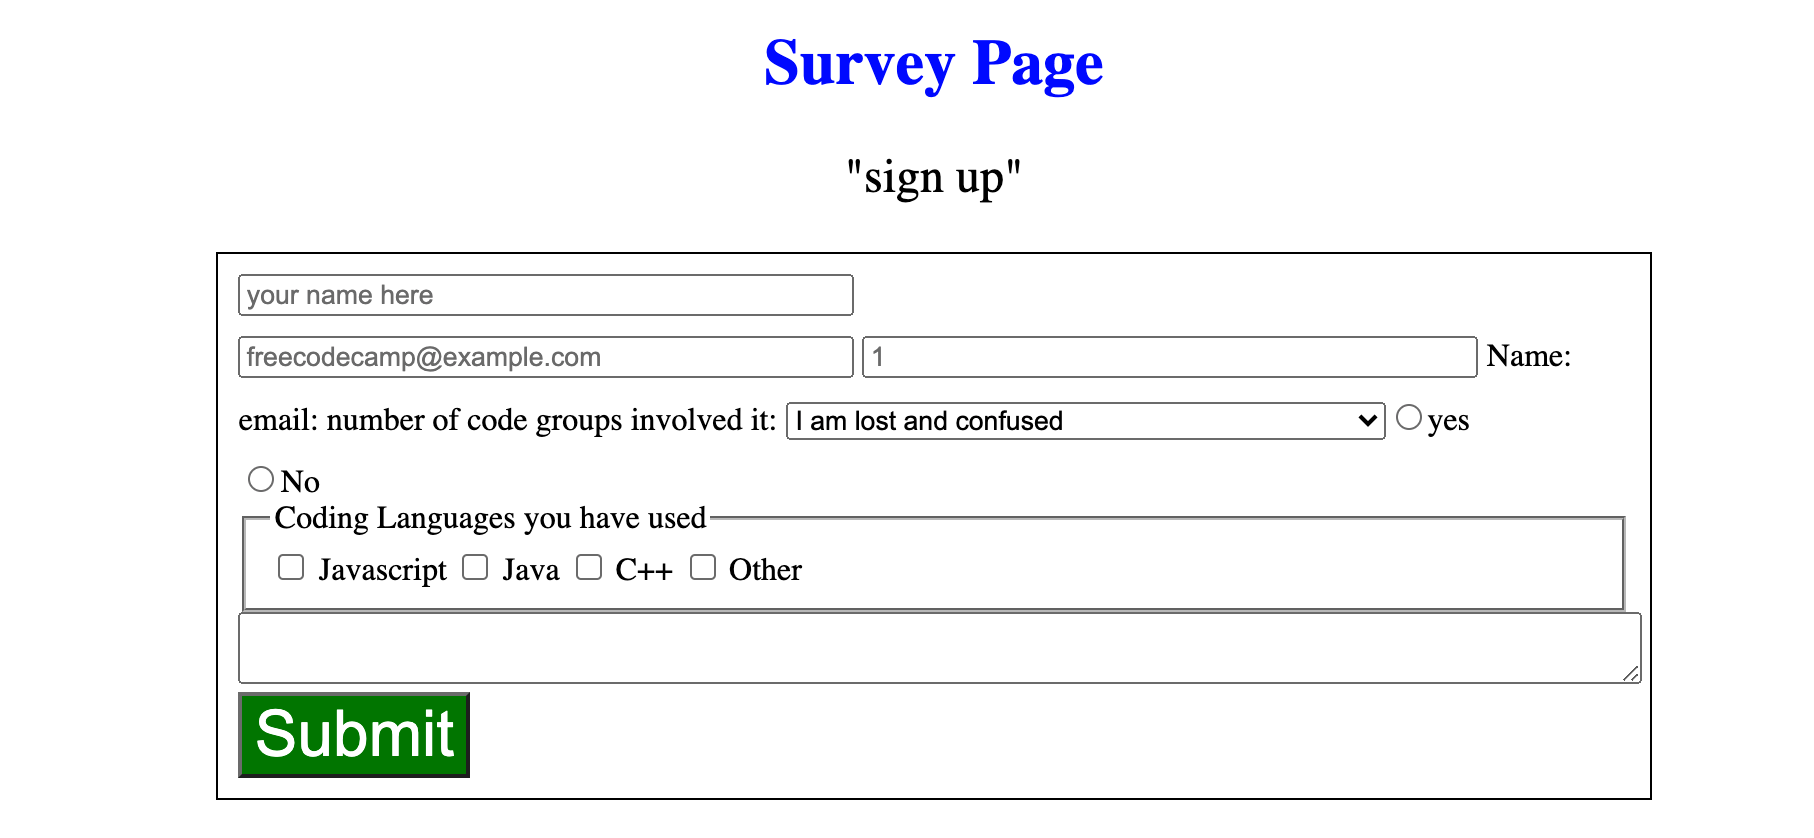 Survey Page
"sign up"
your name here
freecodecamp@example.com 1 Name:
email: number of code groups involved it: I am lost and confused yes
No
Coding Languages you have used
Javascript Java C++ Other
Submit